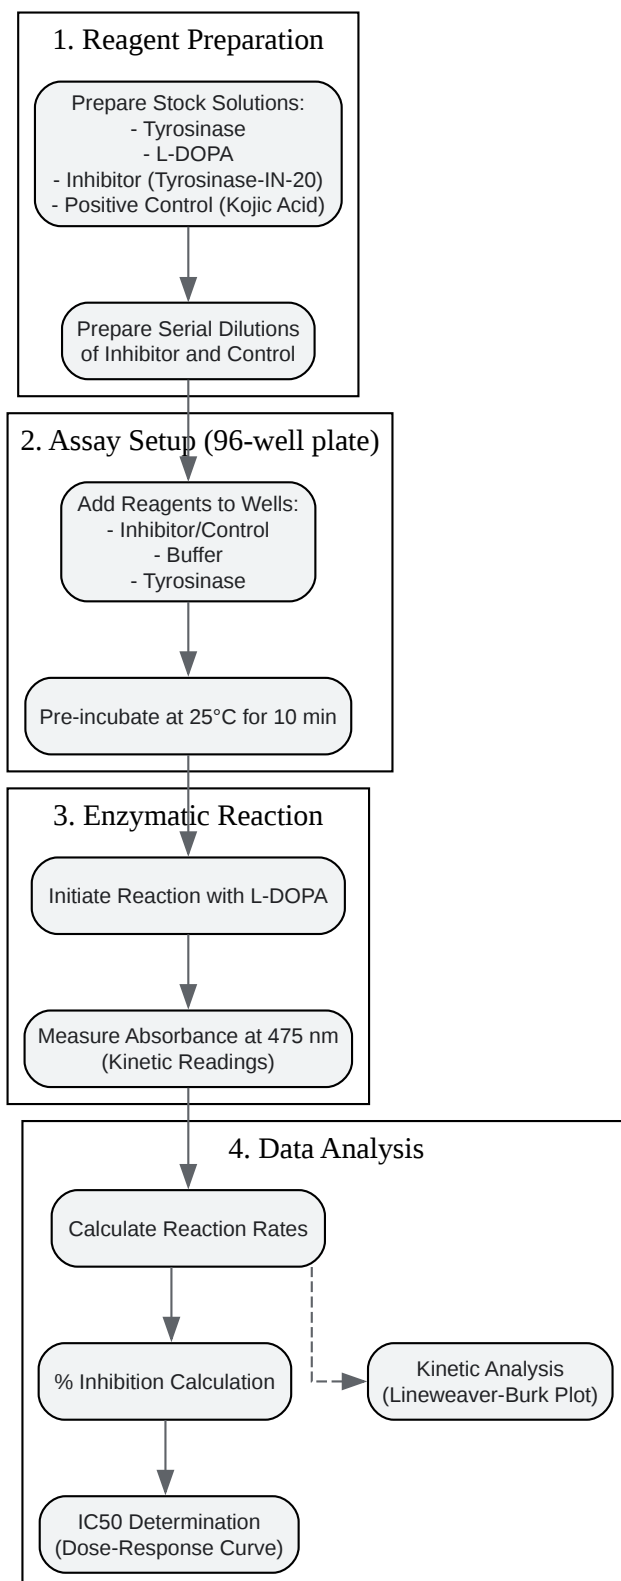 1. Reagent Preparation
Prepare Stock Solutions:
- Tyrosinase
- L-DOPA
- Inhibitor (Tyrosinase-IN-20)
- Positive Control (Kojic Acid)
Prepare Serial Dilutions
of Inhibitor and Control
2. Assay Setup (96-well plate)
Add Reagents to Wells:
- Inhibitor/Control
- Buffer
- Tyrosinase
Pre-incubate at 25°C for 10 min
3. Enzymatic Reaction
Initiate Reaction with L-DOPA
Measure Absorbance at 475 nm
(Kinetic Readings)
4. Data Analysis
Calculate Reaction Rates
% Inhibition Calculation
Kinetic Analysis
(Lineweaver-Burk Plot)
IC50 Determination
(Dose-Response Curve)